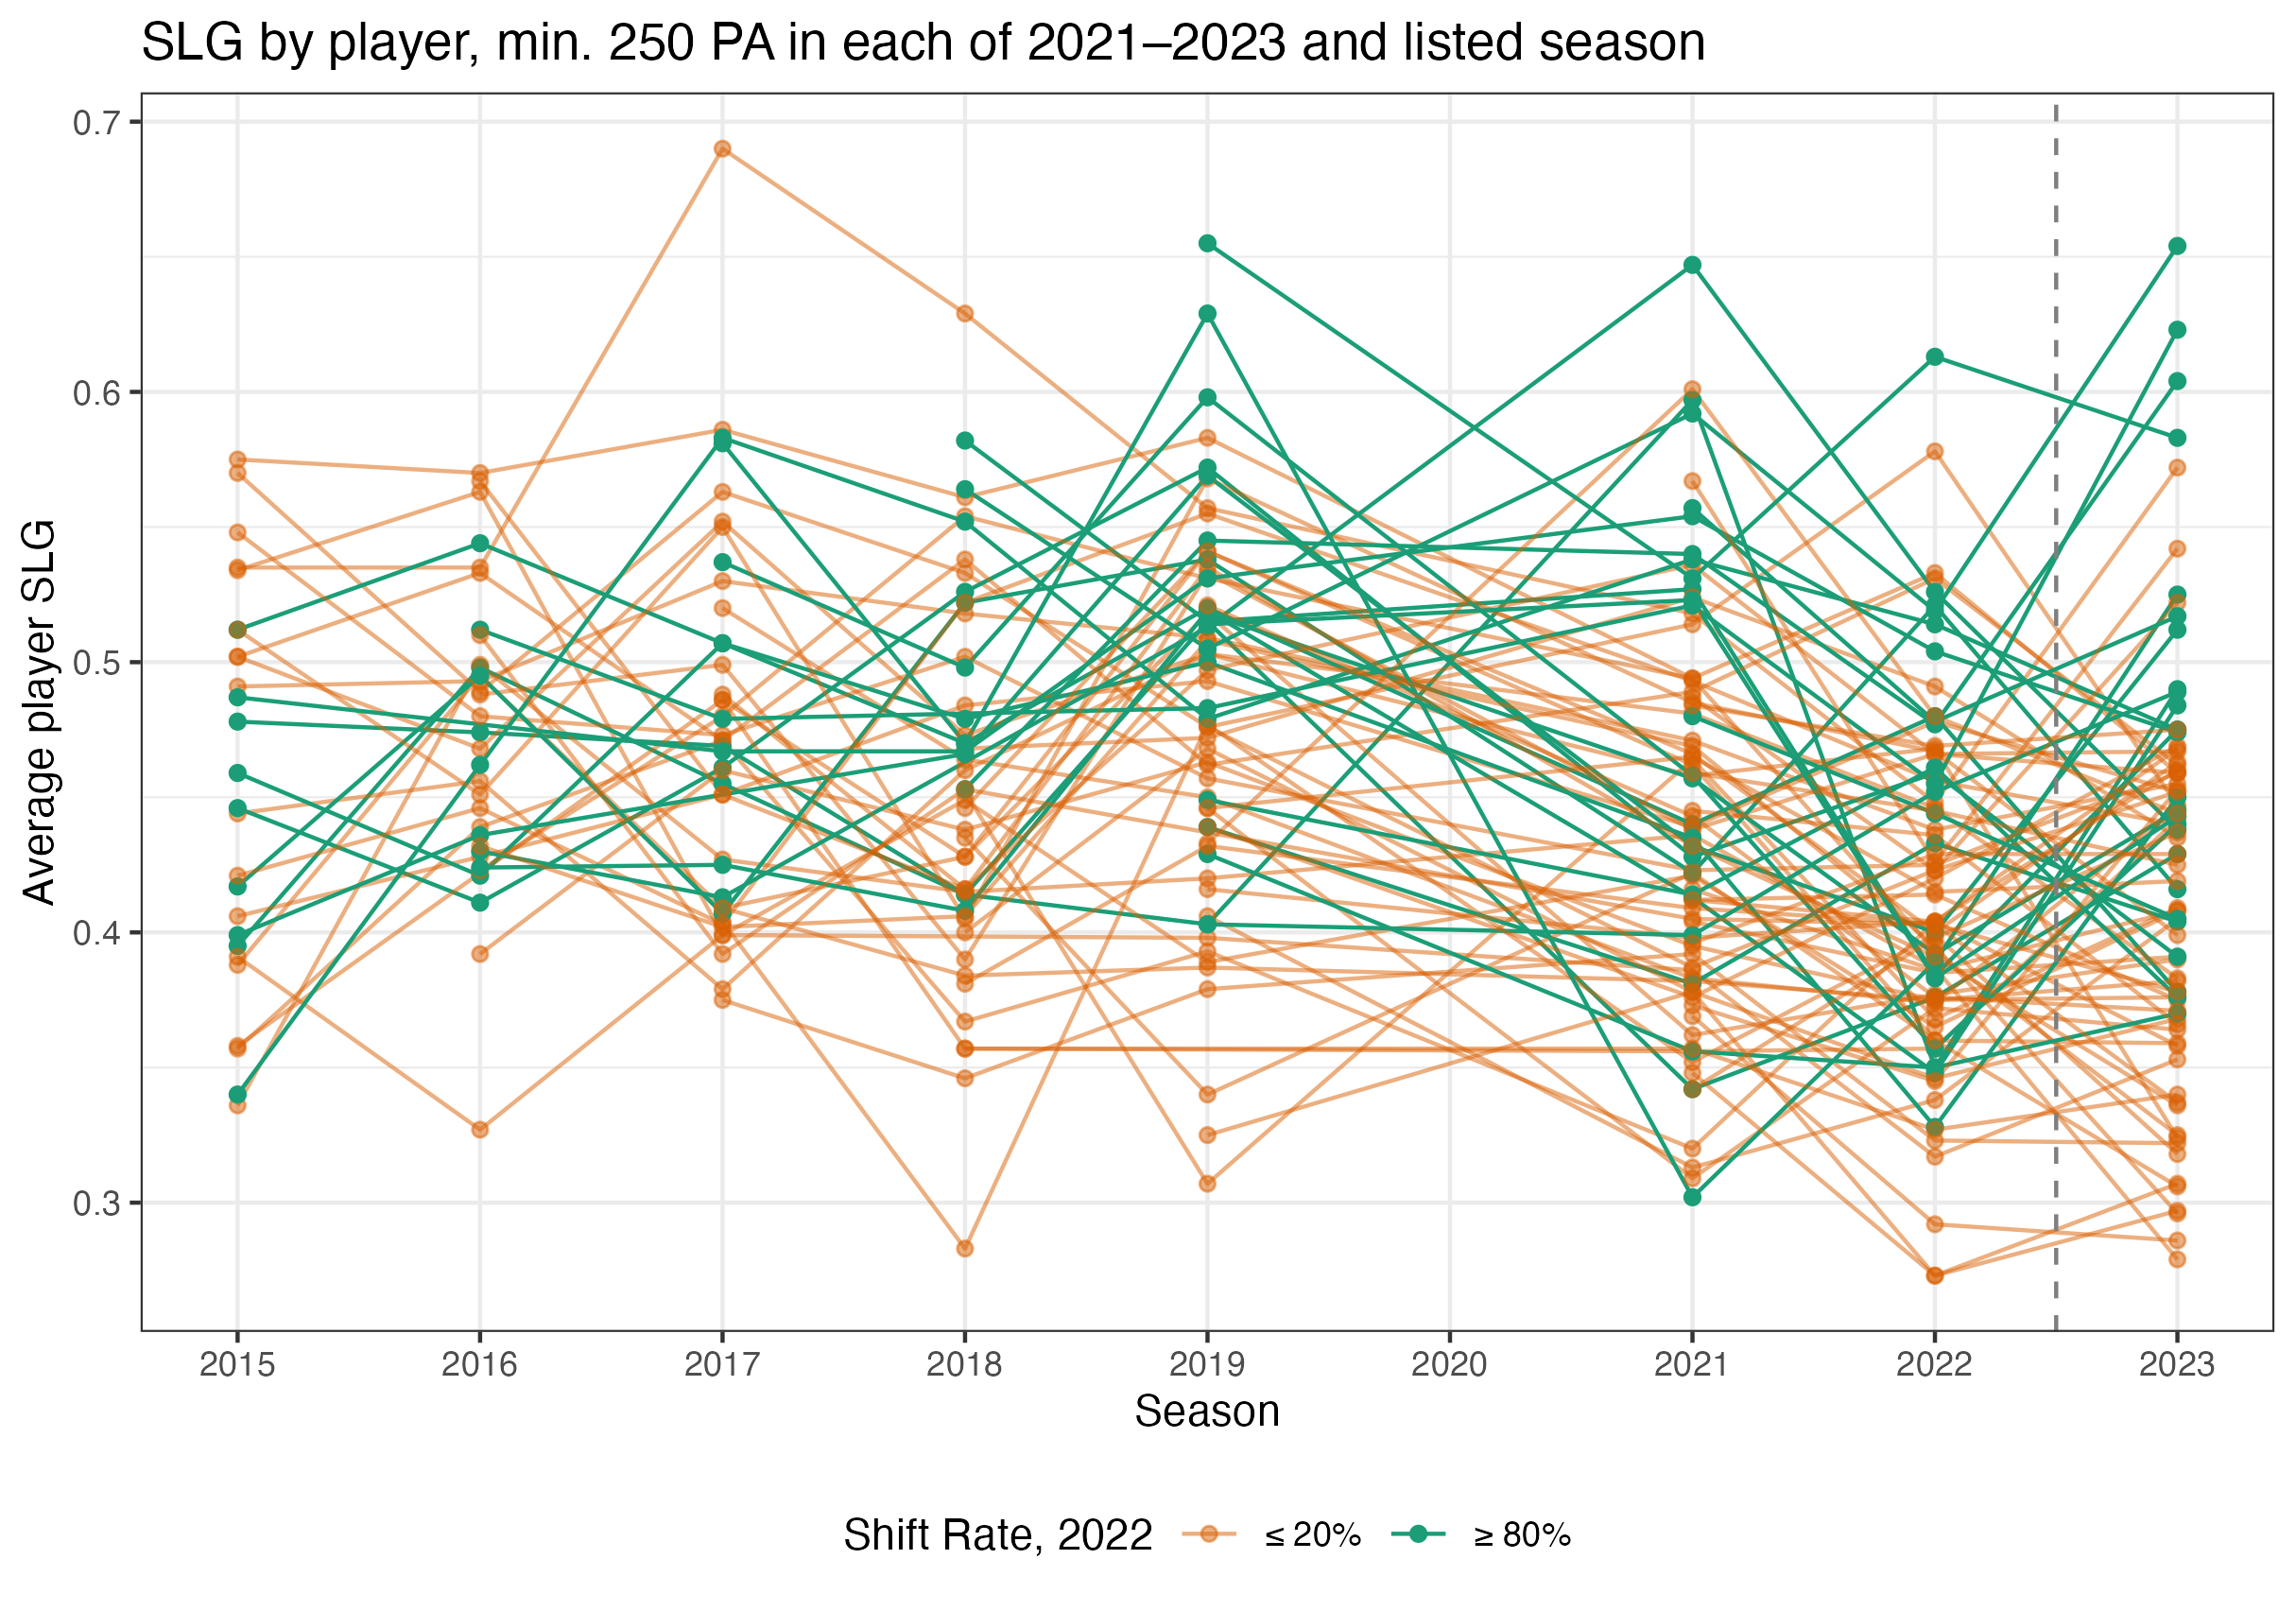 SLG by player, min. 250 PA in each of 2021–2023 and listed season
0.7
0.6
0.5
0.4
0.3
Average player SLG
2015 2016 2017 2018 2019 2020 2021 2022 2023
Season
Shift Rate, 2022 ≤ 20% ≥ 80%